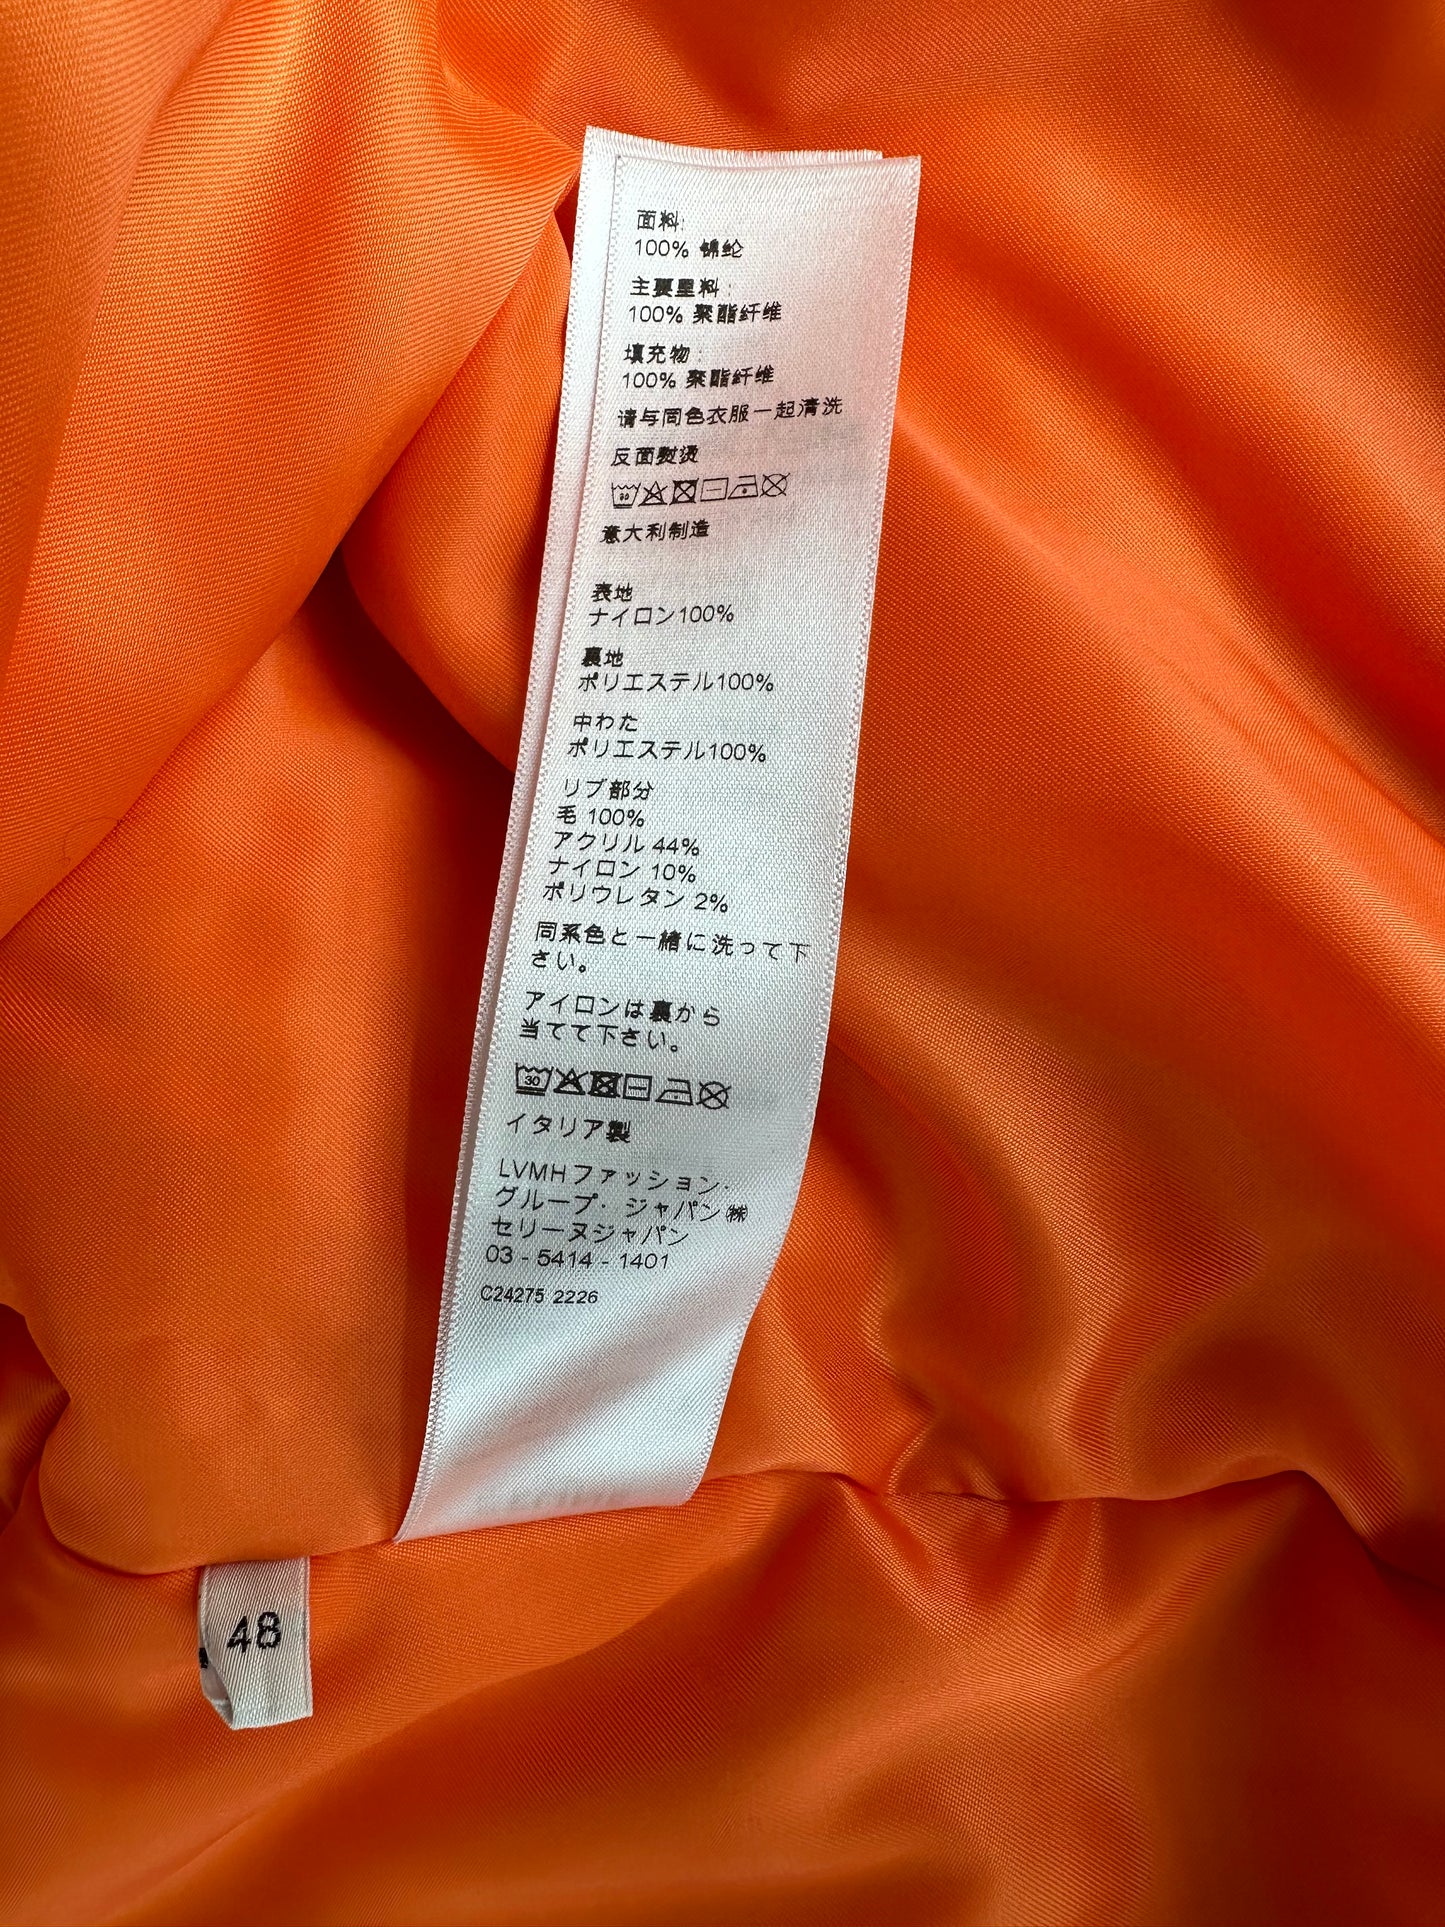 面料:
100% 锦纶
主要里料:
100% 聚酯纤维
填充物:
100% 聚酯纤维
请与同色衣服一起清洗
反面熨烫
30
意大利制造
表地
ナイロン100%
裏地
ポリエステル100%
中わた
ポリエステル100%
リブ部分
毛 100%
アクリル 44%
ナイロン 10%
ポリウレタン 2%
同系色と一緒に洗って下
さい。
アイロンは裏から
当てて下さい。
30
イタリア製
LVMHファッション・
グループ・ジャパン㈱
セリーヌジャパン
03 - 5414 - 1401
C24275 2226
48